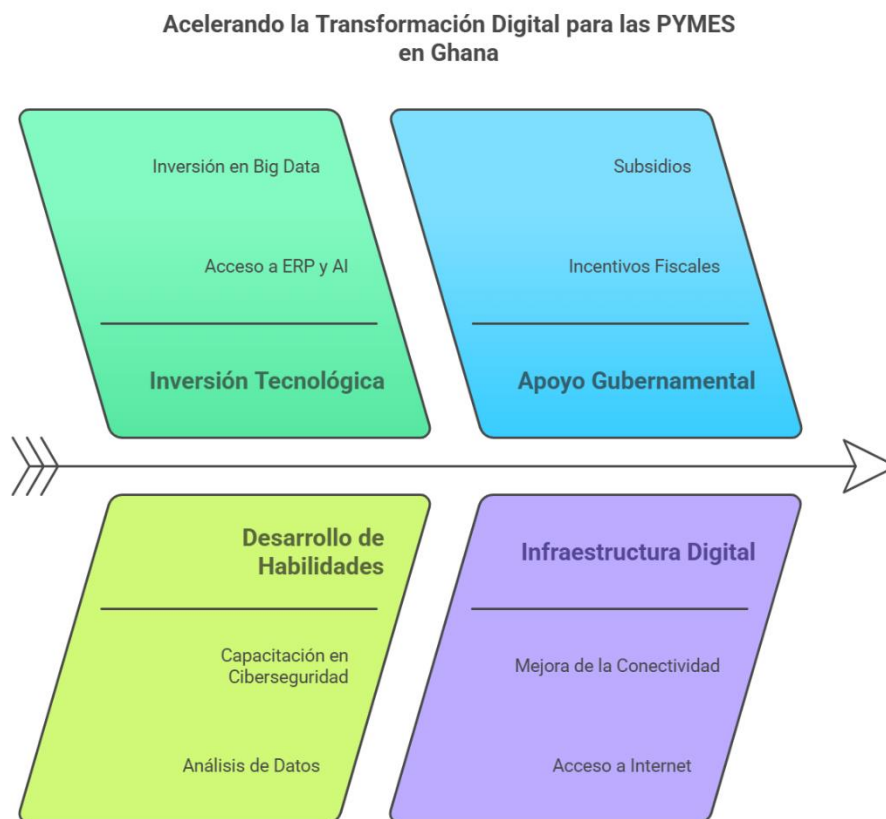 Acelerando la Transformación Digital para las PYMES
en Ghana
Inversión en Big Data
Acceso a ERP y AI
Inversión Tecnológica
Subsidios
Incentivos Fiscales
Apoyo Gubernamental
Desarrollo de
Habilidades
Capacitación en
Ciberseguridad
Análisis de Datos
Infraestructura Digital
Mejora de la Conectividad
Acceso a Internet